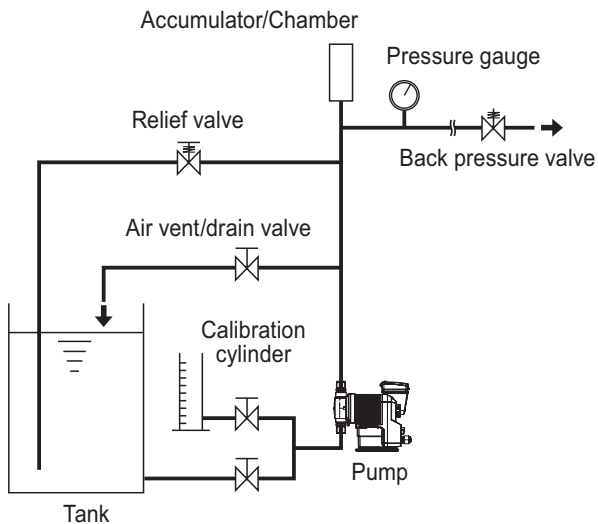 Accumulator/Chamber
Pressure gauge
Relief valve
Back pressure valve
Air vent/drain valve
Calibration
cylinder
Pump
Tank